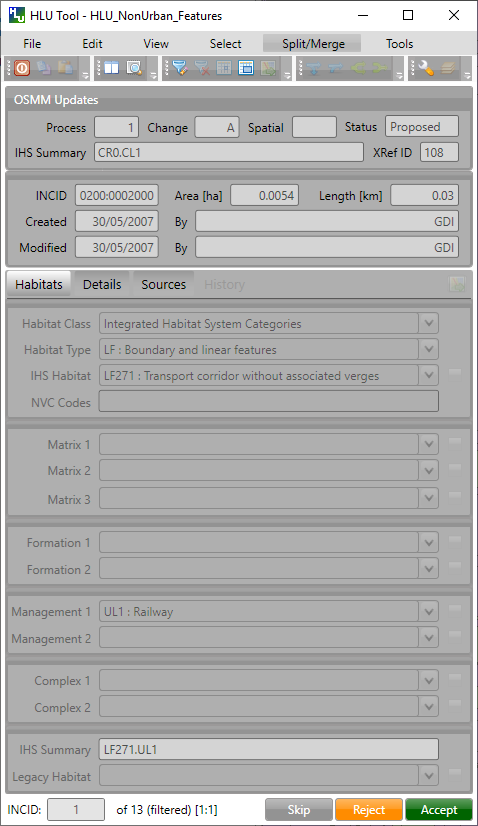 HLU Tool - HLU_NonUrban_Features
File Edit View Select Split/Merge Tools
OSMM Updates
Process 1 Change A Spatial Status Proposed
IHS Summary CR0.CL1 XRef ID 108
INCID 0200:0002000 Area [ha] 0.0054 Length [km] 0.03
Created 30/05/2007 By GDI
Modified 30/05/2007 By GDI
Habitats Details Sources History
Habitat Class Integrated Habitat System Categories
Habitat Type LF : Boundary and linear features
IHS Habitat LF271 : Transport corridor without associated verges
NVC Codes
Matrix 1
Matrix 2
Matrix 3
Formation 1
Formation 2
Management 1 UL1 : Railway
Management 2
Complex 1
Complex 2
IHS Summary LF271.UL1
Legacy Habitat
INCID: 1 of 13 (filtered) [1:1] Skip Reject Accept